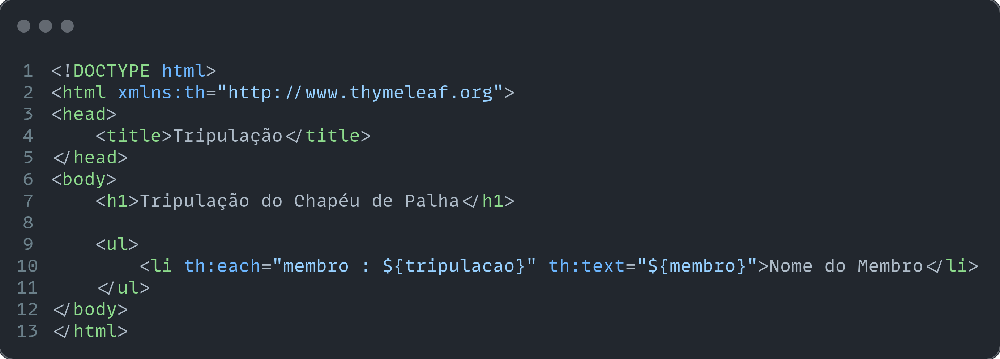 1 <!DOCTYPE html>
2 <html xmlns:th="http://www.thymeleaf.org">
3 <head>
4     <title>Tripulação</title>
5 </head>
6 <body>
7     <h1>Tripulação do Chapéu de Palha</h1>
8
9     <ul>
10         <li th:each="membro : ${tripulacao}" th:text="${membro}">Nome do Membro</li>
11     </ul>
12 </body>
13 </html>